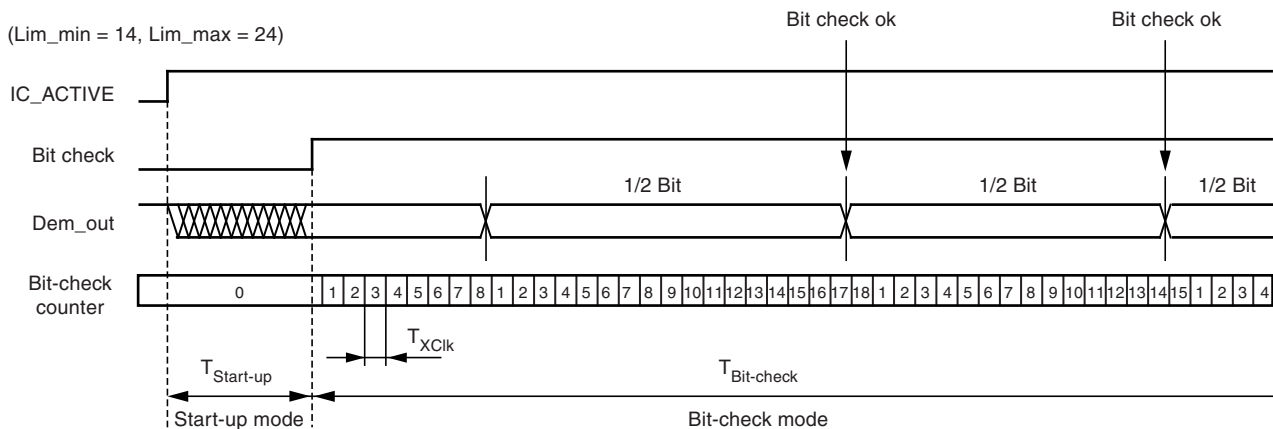 Bit check ok Bit check ok
(Lim_min = 14, Lim_max = 24)
IC_ACTIVE
Bit check
1/2 Bit 1/2 Bit 1/2 Bit
Dem_out
Bit-check
counter
0 1 2 3 4 5 6 7 8 1 2 3 4 5 6 7 8 9 10 11 12 13 14 15 16 17 18 1 2 3 4 5 6 7 8 9 10 11 12 13 14 15 1 2 3 4
TXClk
TStart-up TBit-check
Start-up mode Bit-check mode